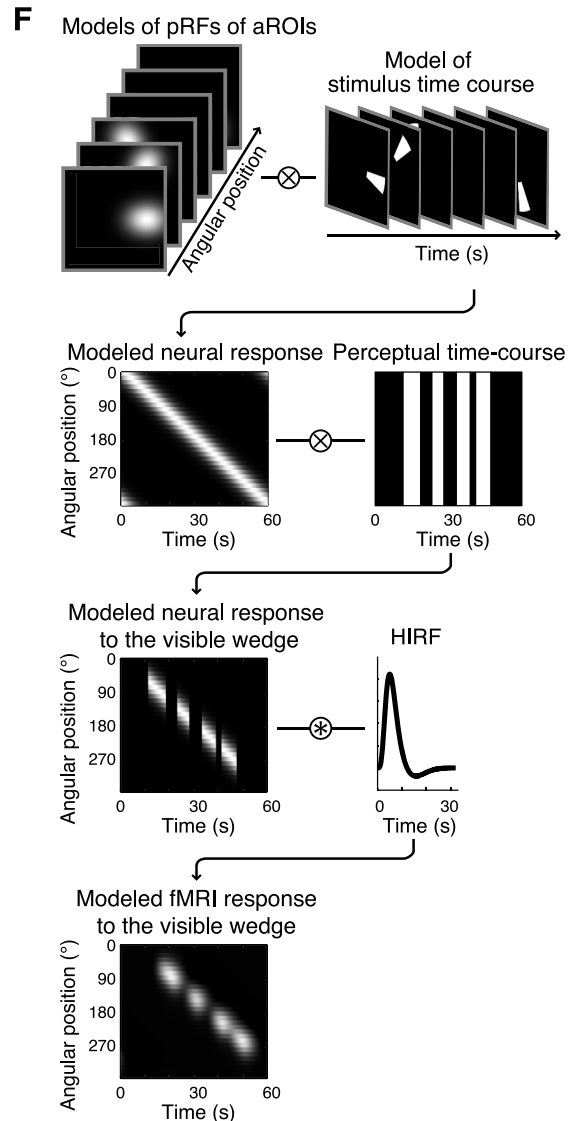 F
Models of pRFs of aROIs
Model of
stimulus time course
Angular position
Time (s)
Modeled neural response
Perceptual time-course
Angular position (°)
0
90
180
270
0 30 60
Time (s)
0 30 60
Time (s)
Modeled neural response
to the visible wedge
HIRF
Angular position (°)
0
90
180
270
0 30 60
Time (s)
0 30
Time (s)
Modeled fMRI response
to the visible wedge
Angular position (°)
0
90
180
270
0 30 60
Time (s)